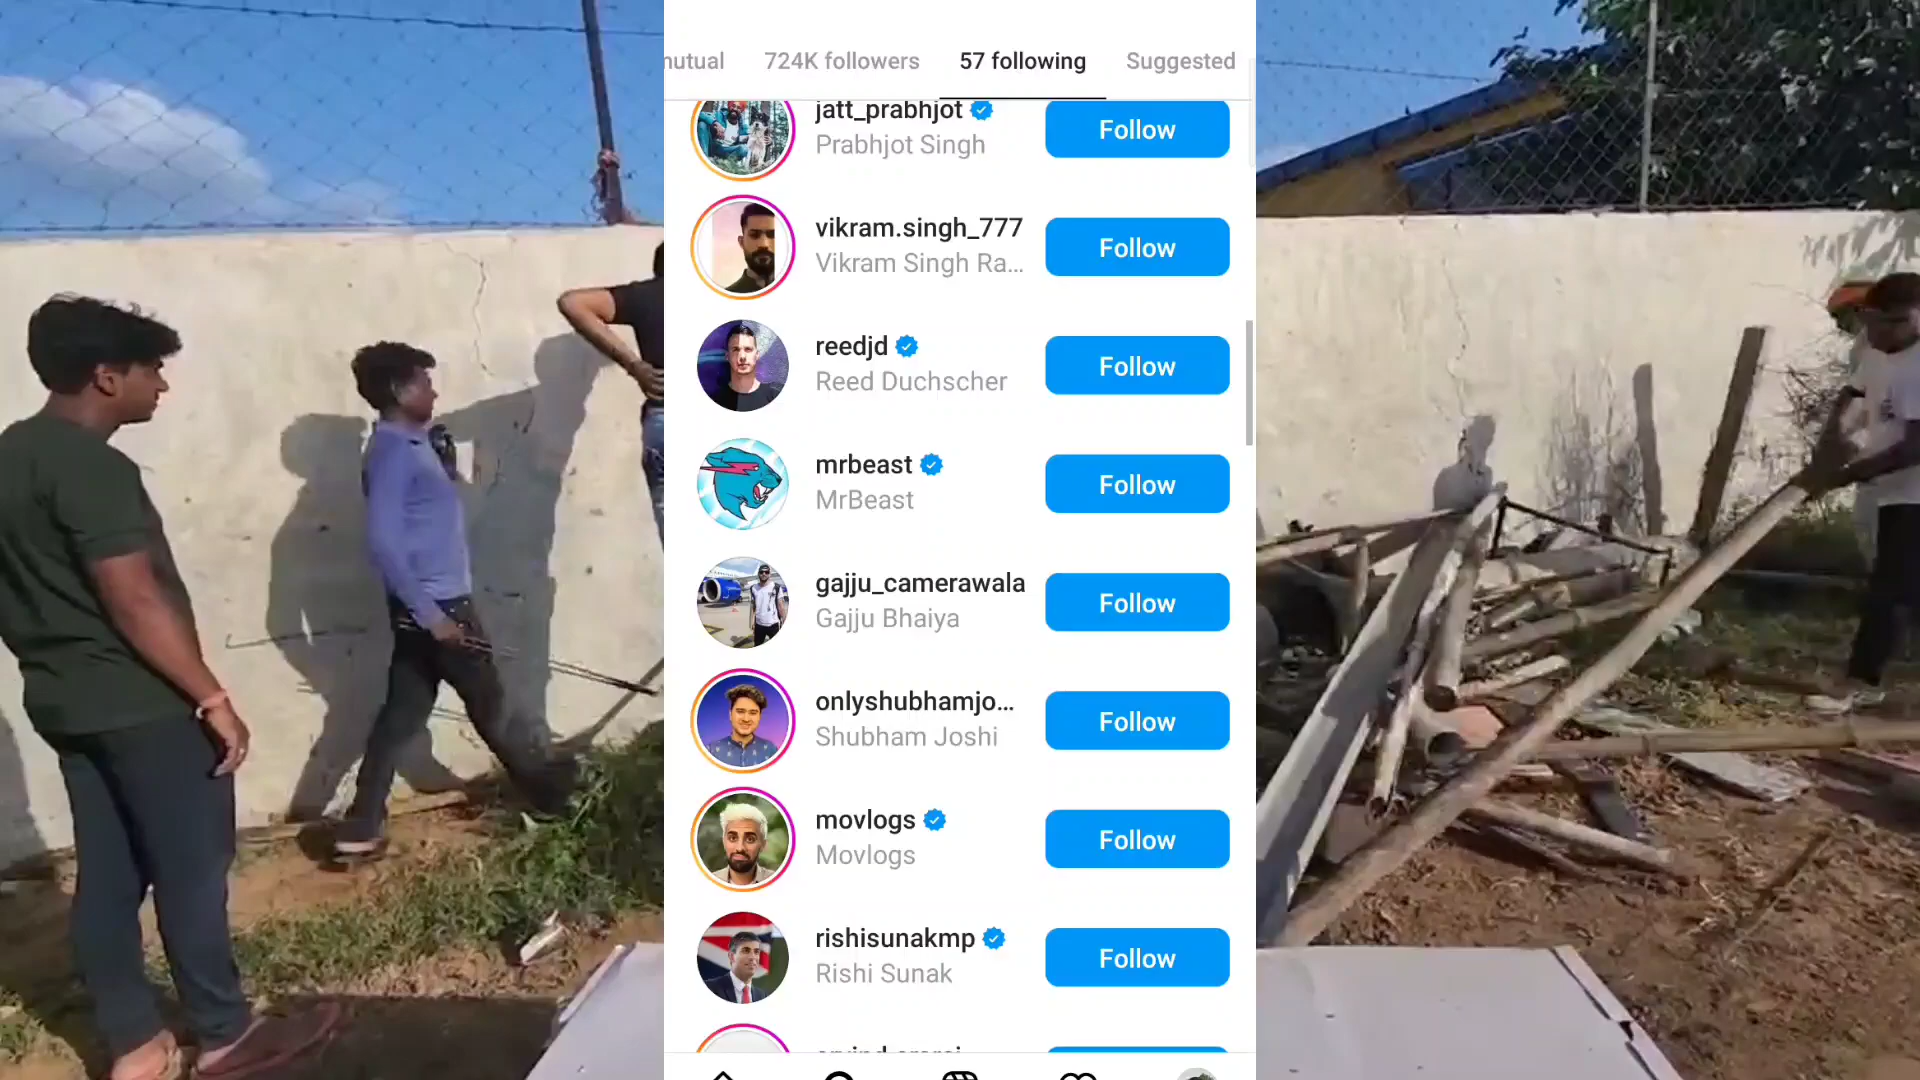 mutual 724K followers 57 following Suggested
jatt_prabhjot Follow
Prabhjot Singh
vikram.singh_777 Follow
Vikram Singh Ra...
reedjd Follow
Reed Duchscher
mrbeast Follow
MrBeast
gajju_camerawala Follow
Gajju Bhaiya
onlyshubhamjo... Follow
Shubham Joshi
movlogs Follow
Movlogs
rishisunakmp Follow
Rishi Sunak